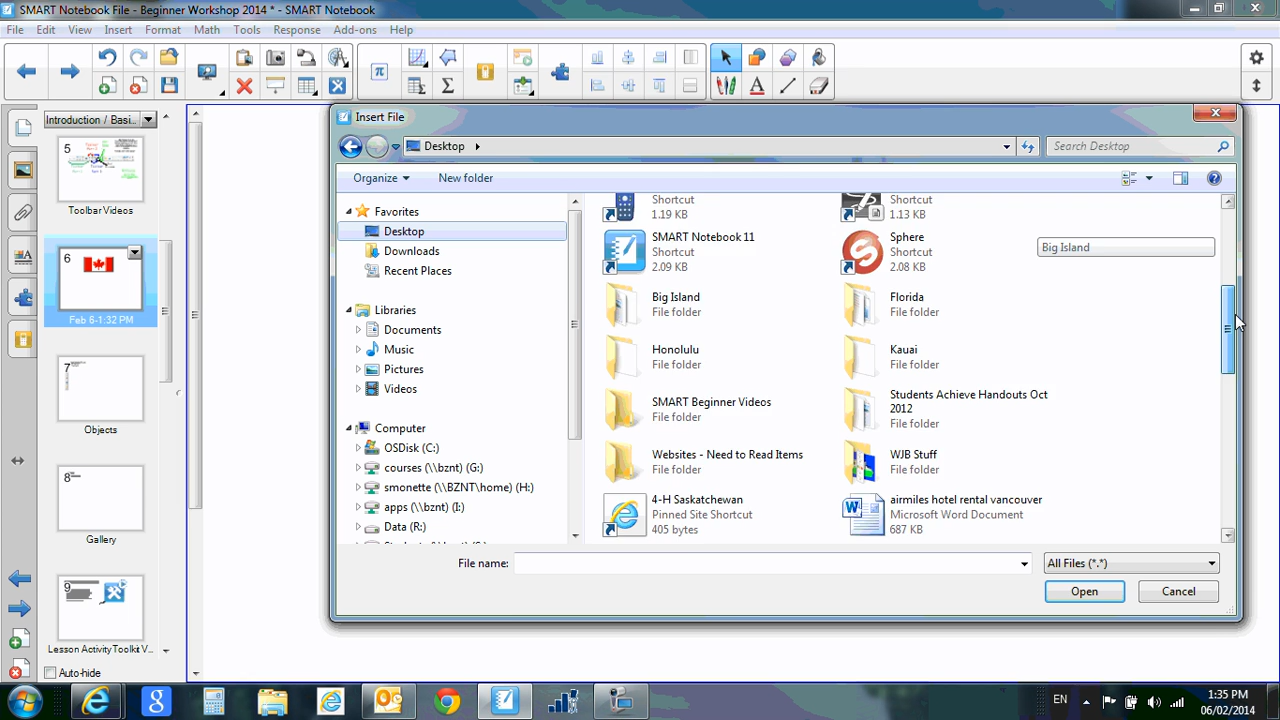 SMART Notebook File - Beginner Workshop 2014 * - SMART Notebook
File Edit View Insert Format Math Tools Response Add-ons Help
Introduction / Basi...
5
Toolbar Videos
6
Feb 6-1:32 PM
7
Objects
8
Gallery
9
Lesson Activity Toolkit V...
Auto-hide
Insert File
Desktop
Search Desktop
Organize
New folder
Favorites
Desktop
Downloads
Recent Places
Libraries
Documents
Music
Pictures
Videos
Computer
OSDisk (C:)
courses (\\bznt) (G:)
smonette (\\BZNT\home) (H:)
apps (\\bznt) (I:)
Data (R:)
Shortcut
1.19 KB
Shortcut
1.13 KB
SMART Notebook 11
Shortcut
2.09 KB
Sphere
Shortcut
2.08 KB
Big Island
Big Island
File folder
Florida
File folder
Honolulu
File folder
Kauai
File folder
SMART Beginner Videos
File folder
Students Achieve Handouts Oct
2012
File folder
Websites - Need to Read Items
File folder
WJB Stuff
File folder
4-H Saskatchewan
Pinned Site Shortcut
405 bytes
airmiles hotel rental vancouver
Microsoft Word Document
687 KB
File name:
All Files (*.*)
Open
Cancel
EN
1:35 PM
06/02/2014